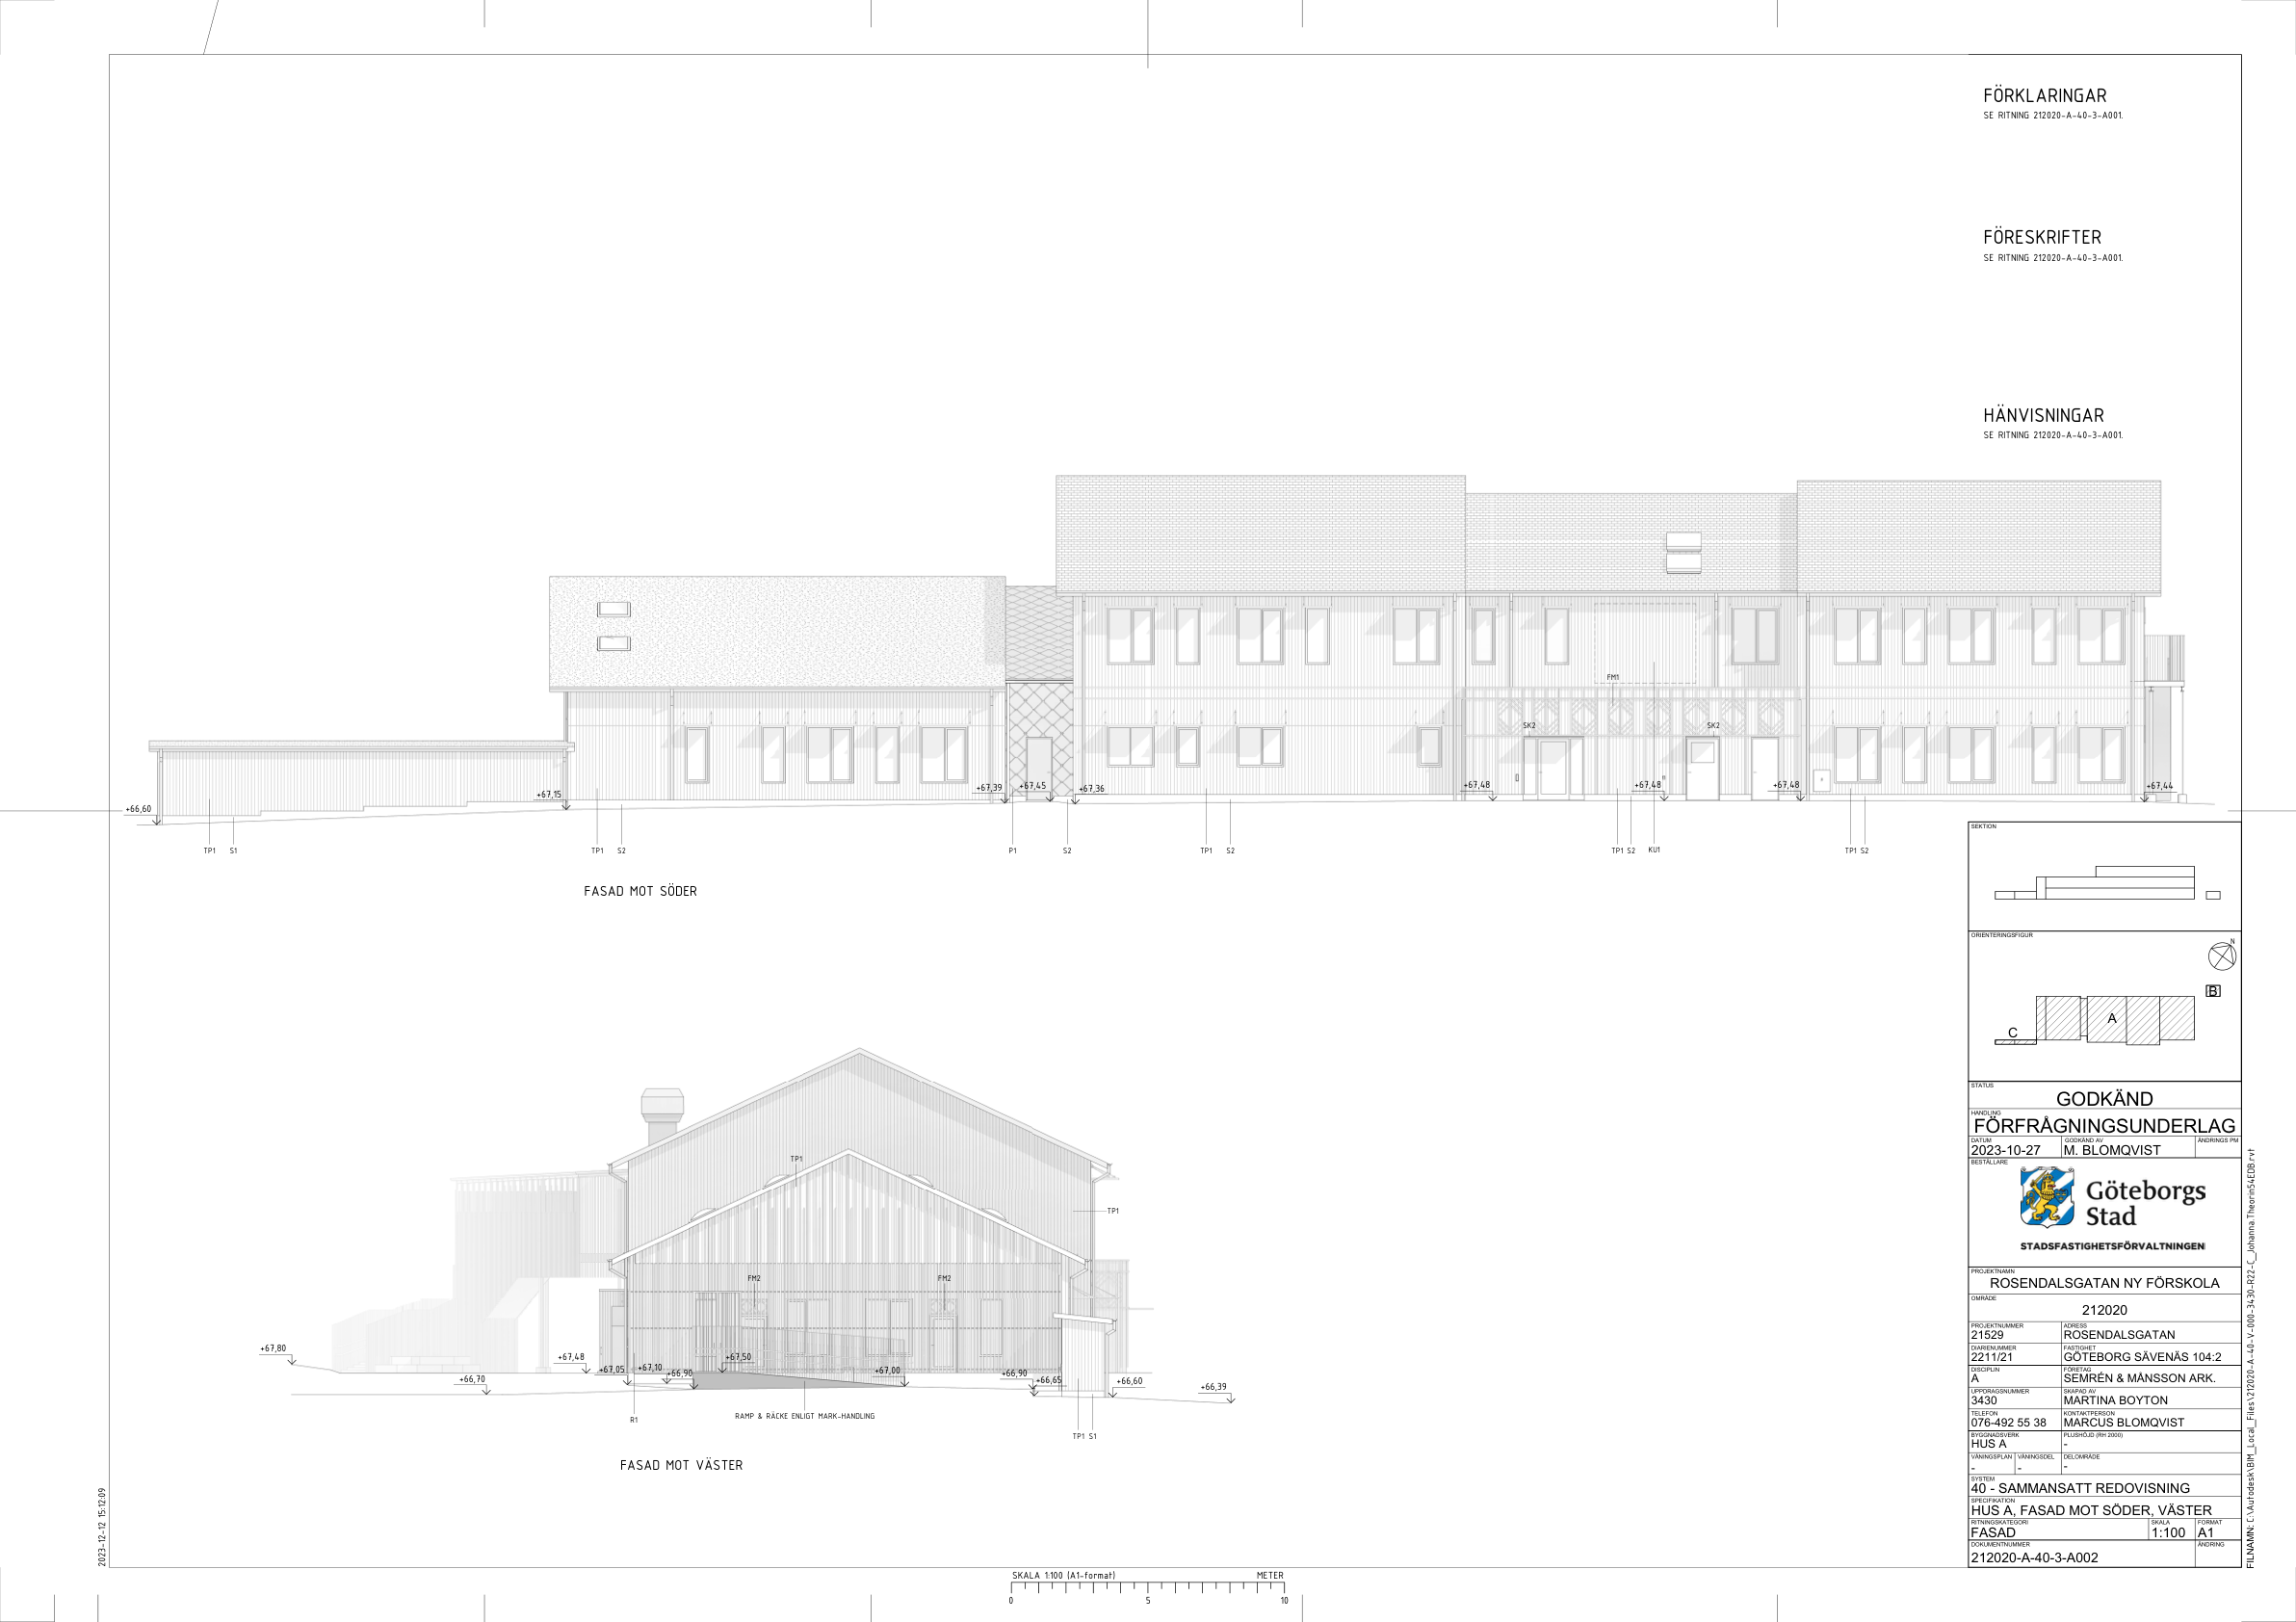 FÖRKLARINGAR
SE RITNING 212020-A-40-3-A001.
FÖRESKRIFTER
SE RITNING 212020-A-40-3-A001.
HÄNVISNINGAR
SE RITNING 212020-A-40-3-A001.
FM1
SK2 SK2
+66,60 +67,15 +67,39 +67,45 +67,36 +67,48 +67,48 +67,48 +67,44
TP1 S1 TP1 S2 P1 S2 TP1 S2 TP1 S2 KU1 TP1 S2
FASAD MOT SÖDER
TP1
TP1
FM2 FM2
+67,80 +67,48 +67,05 +67,10 +66,90 +67,50 +67,00 +66,90 +66,65 +66,60 +66,39
+66,70
R1
RAMP & RÄCKE ENLIGT MARK-HANDLING
TP1 S1
FASAD MOT VÄSTER
SEKTION
ORIENTERINGSFIGUR
N
B
A
C
STATUS
GODKÄND
HANDLING
FÖRFRÅGNINGSUNDERLAG
DATUM GODKÄND AV ÄNDRINGS PM
2023-10-27 M. BLOMQVIST
BESTÄLLARE
Göteborgs
Stad
STADSFASTIGHETSFÖRVALTNINGEN
PROJEKTNAMN
ROSENDALSGATAN NY FÖRSKOLA
OMRÅDE
212020
PROJEKTNUMMER ADRESS
21529 ROSENDALSGATAN
DIARIENUMMER FASTIGHET
2211/21 GÖTEBORG SÄVENÄS 104:2
DISCIPLIN FÖRETAG
A SEMRÉN & MÅNSSON ARK.
UPPDRAGSNUMMER SKAPAD AV
3430 MARTINA BOYTON
TELEFON KONTAKTPERSON
076-492 55 38 MARCUS BLOMQVIST
BYGGNADSVERK PLUSHÖJD (RH 2000)
HUS A -
VÅNINGSPLAN VÅNINGSDEL DELOMRÅDE
- - -
SYSTEM
40 - SAMMANSATT REDOVISNING
SPECIFIKATION
HUS A, FASAD MOT SÖDER, VÄSTER
RITNINGSKATEGORI SKALA FORMAT
FASAD 1:100 A1
DOKUMENTNUMMER ÄNDRING
212020-A-40-3-A002
SKALA 1:100 (A1-format) METER
0 5 10
2023-12-12 15:12:09
FILNAMN: C:\Autodesk\BIM_Local_Files\212020-A-40-V-000-3430-R22-C_Johanna.Theorin54EDB.rvt